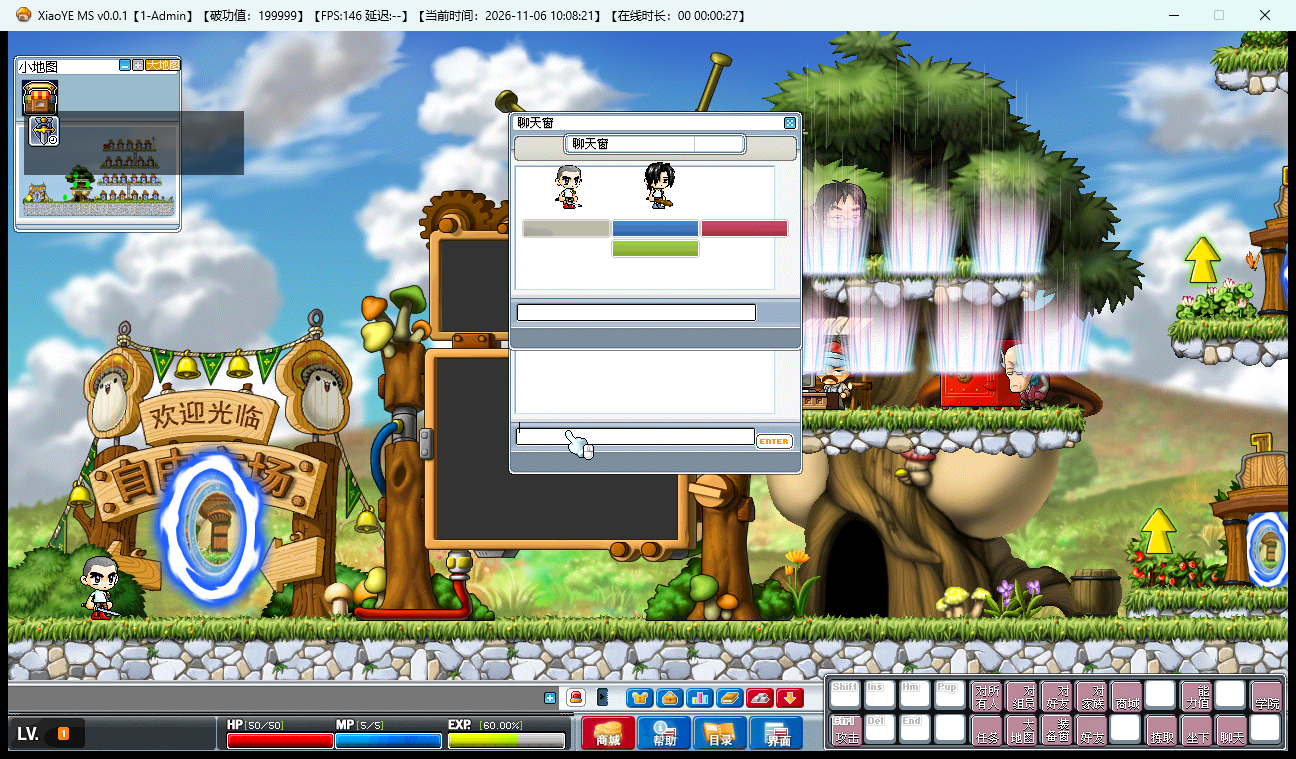 XiaoYE MS v0.0.1【1-Admin】【破功值：199999】【FPS:146 延迟:--】【当前时间：2026-11-06 10:08:21】【在线时长：00 00:00:27】
小地图
大地图
聊天窗
聊天窗
ENTER
欢迎光临
自由市场
LV. 1
HP[50/50]
MP[5/5]
EXP. [60.00%]
商城
帮助
目录
界面
Shift
Ins
Hm
Pup
对所有人
对组员
对好友
对家族
商城
能力值
学院
Ctrl
攻击
Del
End
任务
大地图
装备窗
好友
拣取
坐下
聊天